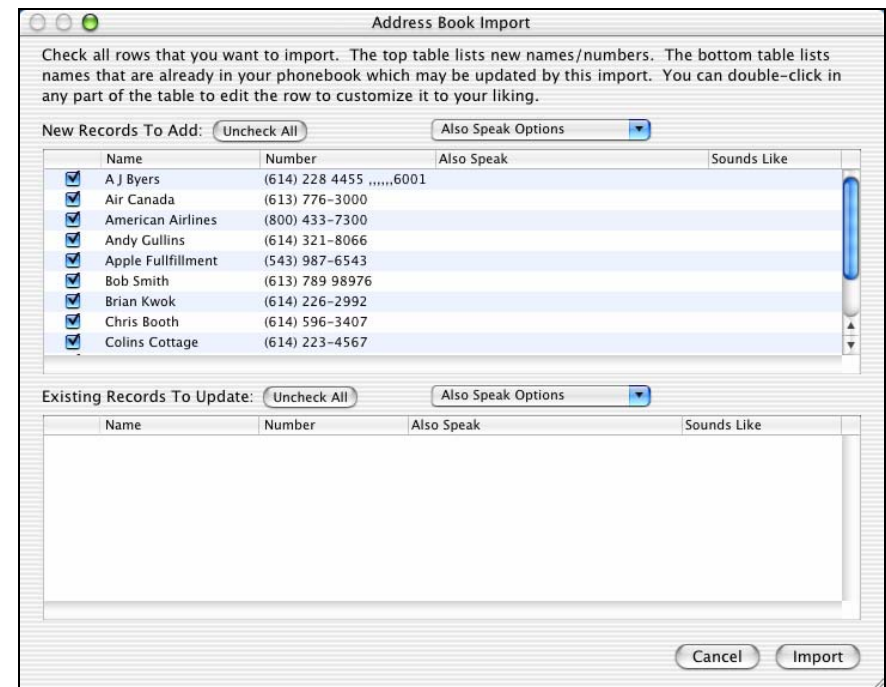 Address Book Import
Check all rows that you want to import. The top table lists new names/numbers. The bottom table lists
names that are already in your phonebook which may be updated by this import. You can double-click in
any part of the table to edit the row to customize it to your liking.
New Records To Add: Uncheck All Also Speak Options
Name Number Also Speak Sounds Like
A J Byers (614) 228 4455 ,,,,,,6001
Air Canada (613) 776-3000
American Airlines (800) 433-7300
Andy Gullins (614) 321-8066
Apple Fullfillment (543) 987-6543
Bob Smith (613) 789 98976
Brian Kwok (614) 226-2992
Chris Booth (614) 596-3407
Colins Cottage (614) 223-4567
Existing Records To Update: Uncheck All Also Speak Options
Name Number Also Speak Sounds Like
Cancel Import